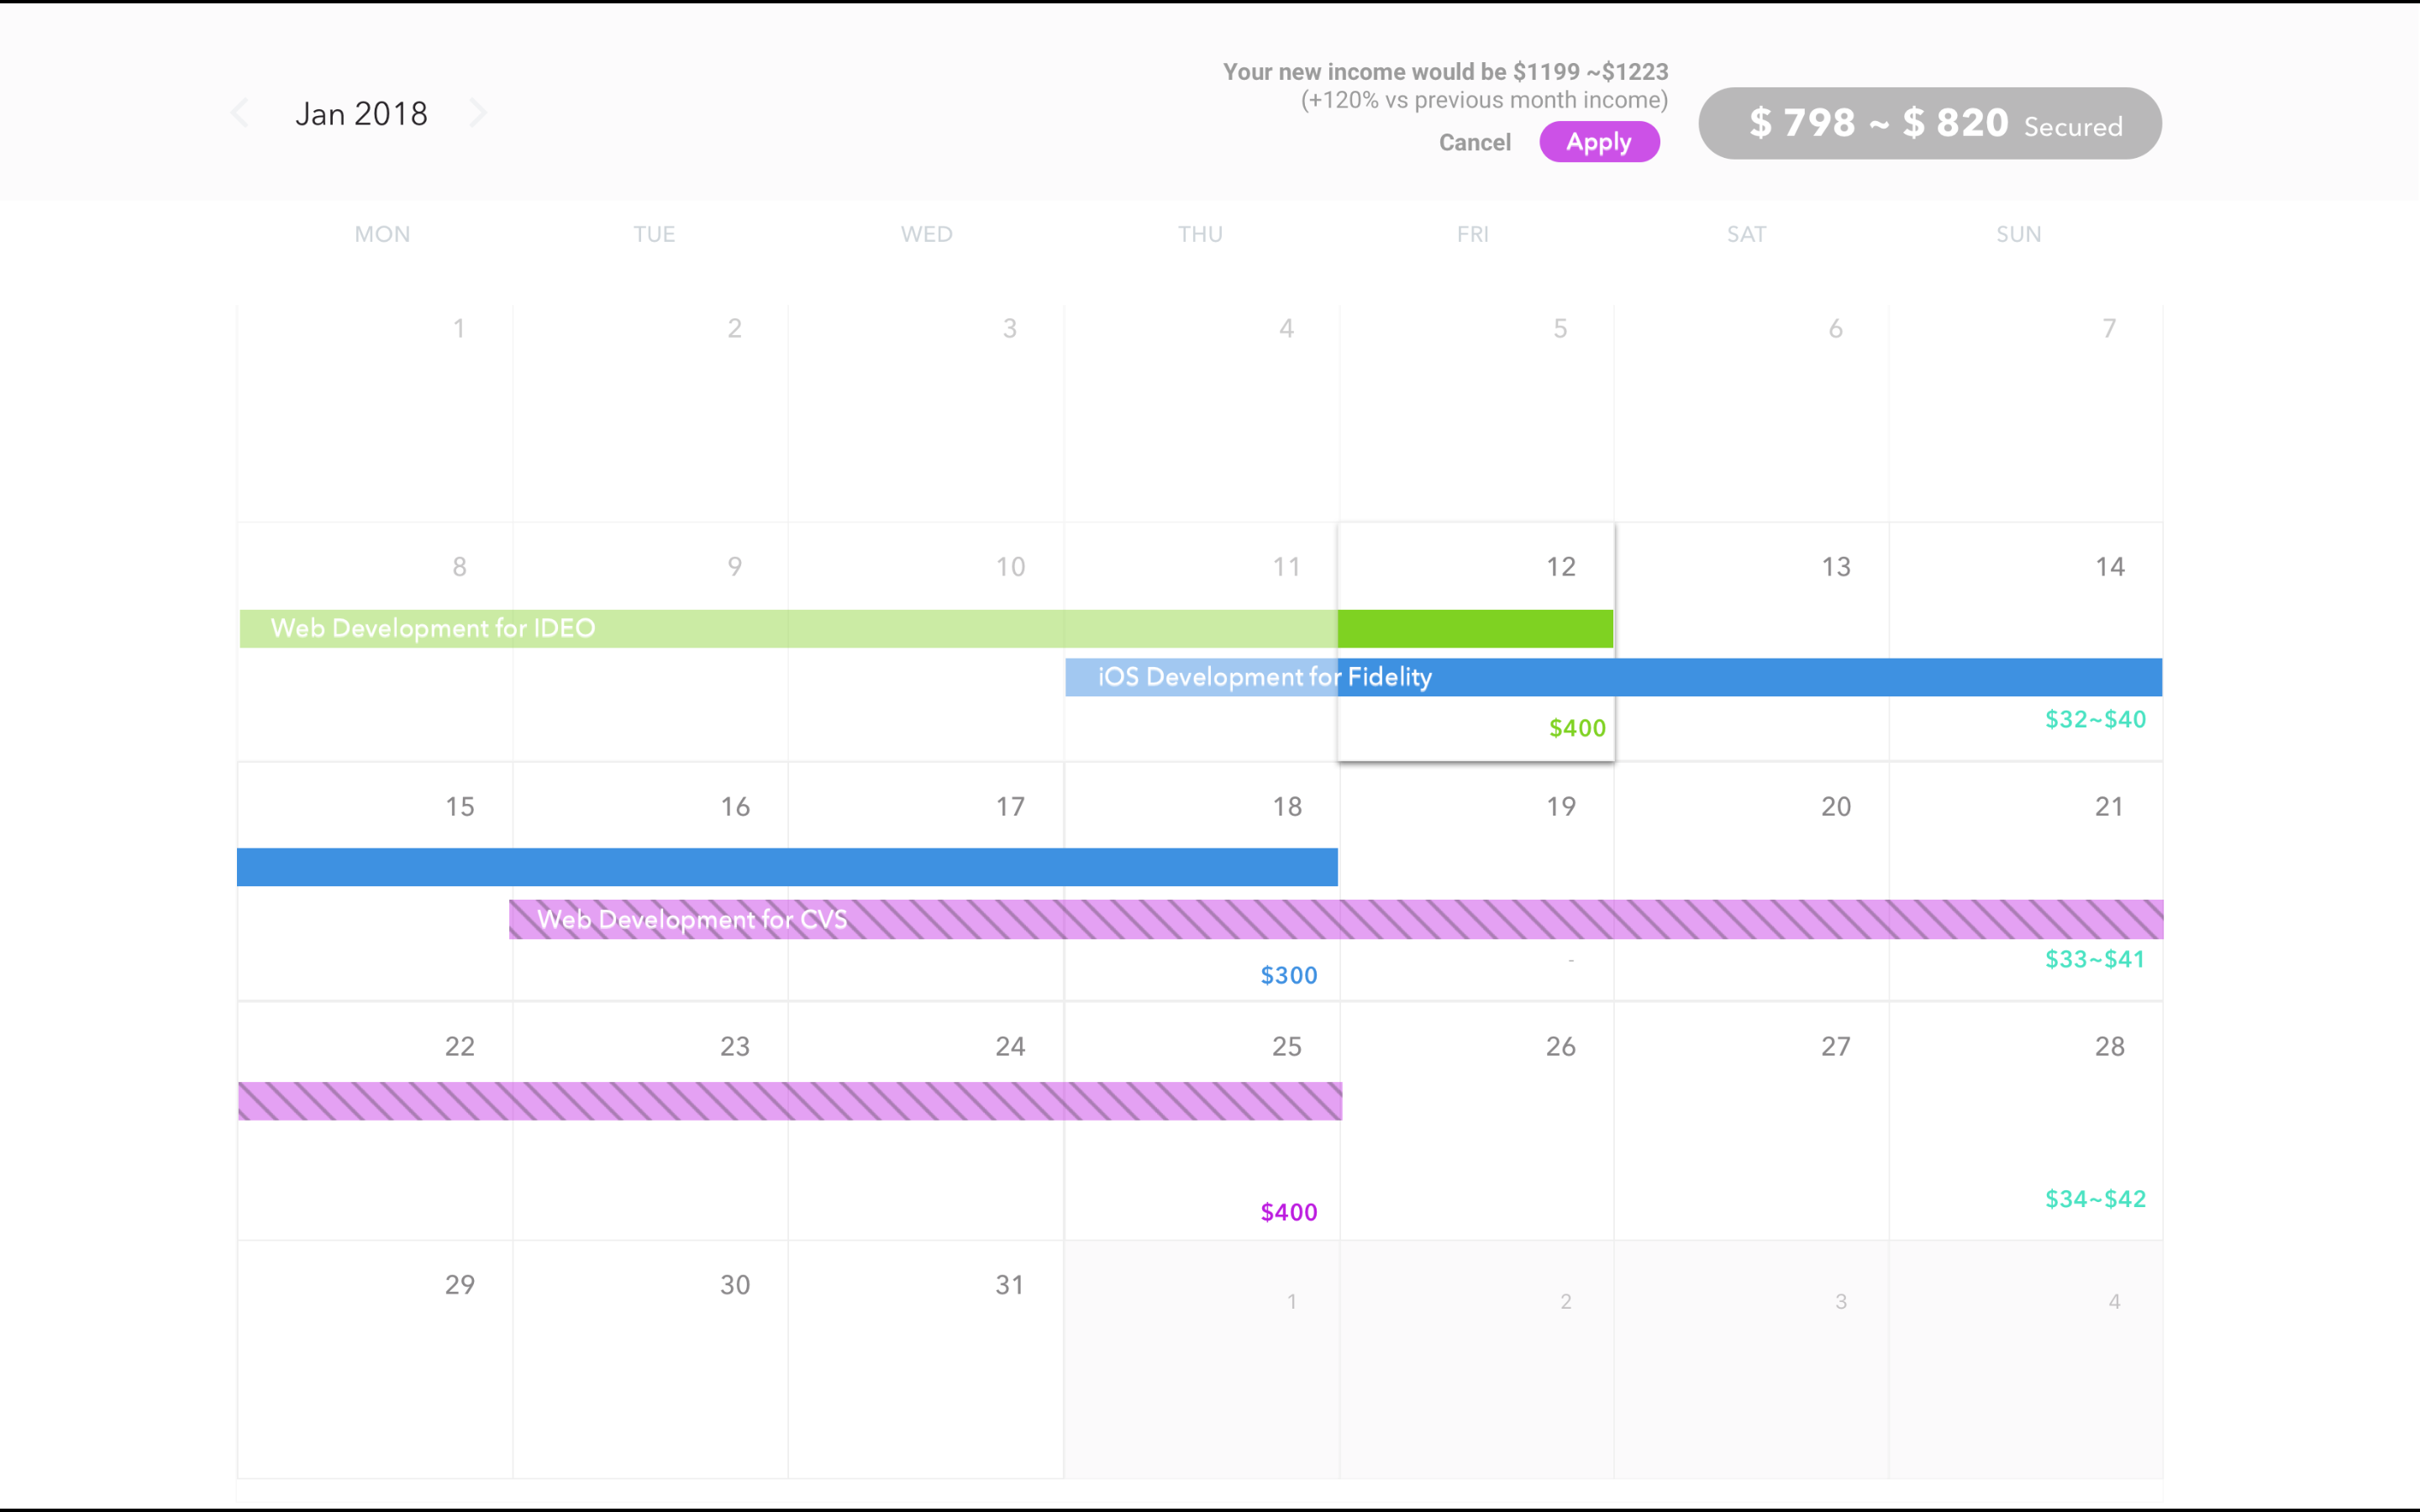 Your new income would be $1199 ~$1223
(+120% vs previous month income)
Jan 2018
Cancel Apply
$ 798 ~ $ 820 Secured
MON TUE WED THU FRI SAT SUN
1 2 3 4 5 6 7
8 9 10 11 12 13 14
Web Development for IDEO
iOS Development for Fidelity
$400 $32~$40
15 16 17 18 19 20 21
Web Development for CVS
$300 - $33~$41
22 23 24 25 26 27 28
$400 $34~$42
29 30 31 1 2 3 4